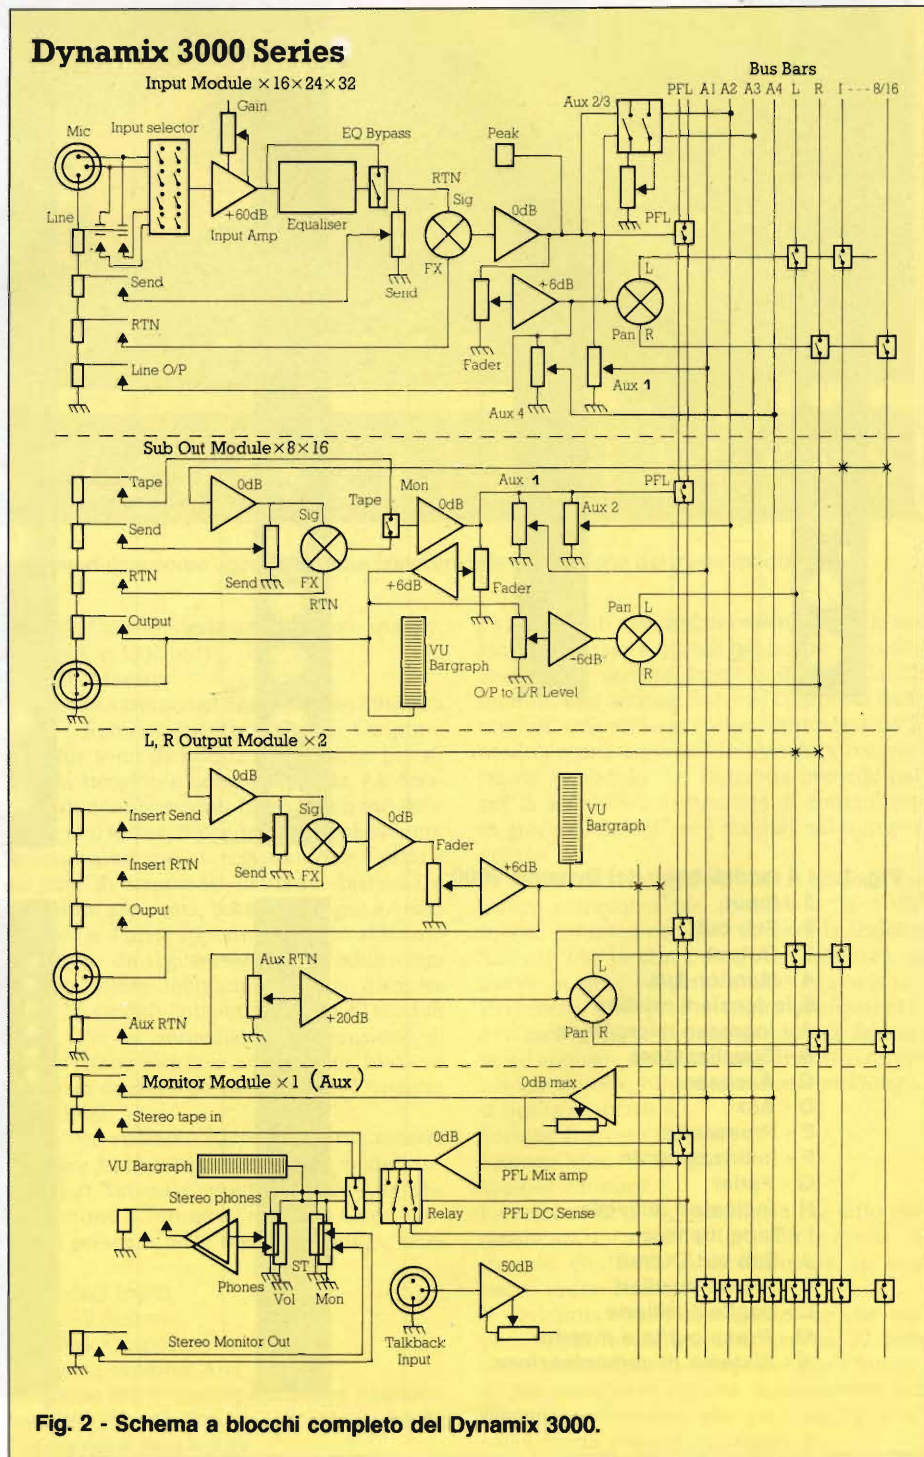 Dynamix 3000 Series
Input Module ×16×24×32
Bus Bars
PFL A1 A2 A3 A4 L R I - - - 8/16
Gain
Mic
Input selector
EQ Bypass
Peak
Aux 2/3
RTN
Sig
0dB
PFL
Line
+60dB
Input Amp
Equaliser
FX
L
Send
Send
+6dB
RTN
Pan R
Fader
Line O/P
Aux 1
Aux 4
Sub Out Module×8×16
Tape
0dB
Aux 1
PFL
Mon
Sig
Tape
0dB
Aux 2
Send
Send
FX
RTN
RTN
+6dB
Fader
Pan L
Output
VU
Bargraph
-6dB
R
O/P to L/R Level
L, R Output Module ×2
0dB
Insert Send
Sig
0dB
VU
Bargraph
Fader
+6dB
Insert RTN
Send
FX
Ouput
Aux RTN
L
+20dB
Aux RTN
Pan R
Monitor Module ×1 (Aux)
0dB max
Stereo tape in
0dB
VU Bargraph
PFL Mix amp
Stereo phones
Relay
PFL DC Sense
ST
50dB
Phones
Vol
Mon
Stereo Monitor Out
Talkback
Input
Fig. 2 - Schema a blocchi completo del Dynamix 3000.